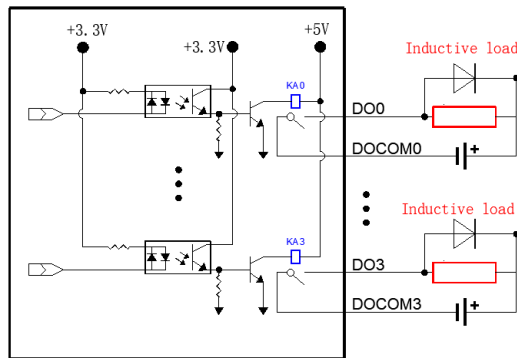 +3.3V
+3.3V
+5V
Inductive load
KA0
DO0
DOCOM0
+
Inductive load
KA3
DO3
DOCOM3
+